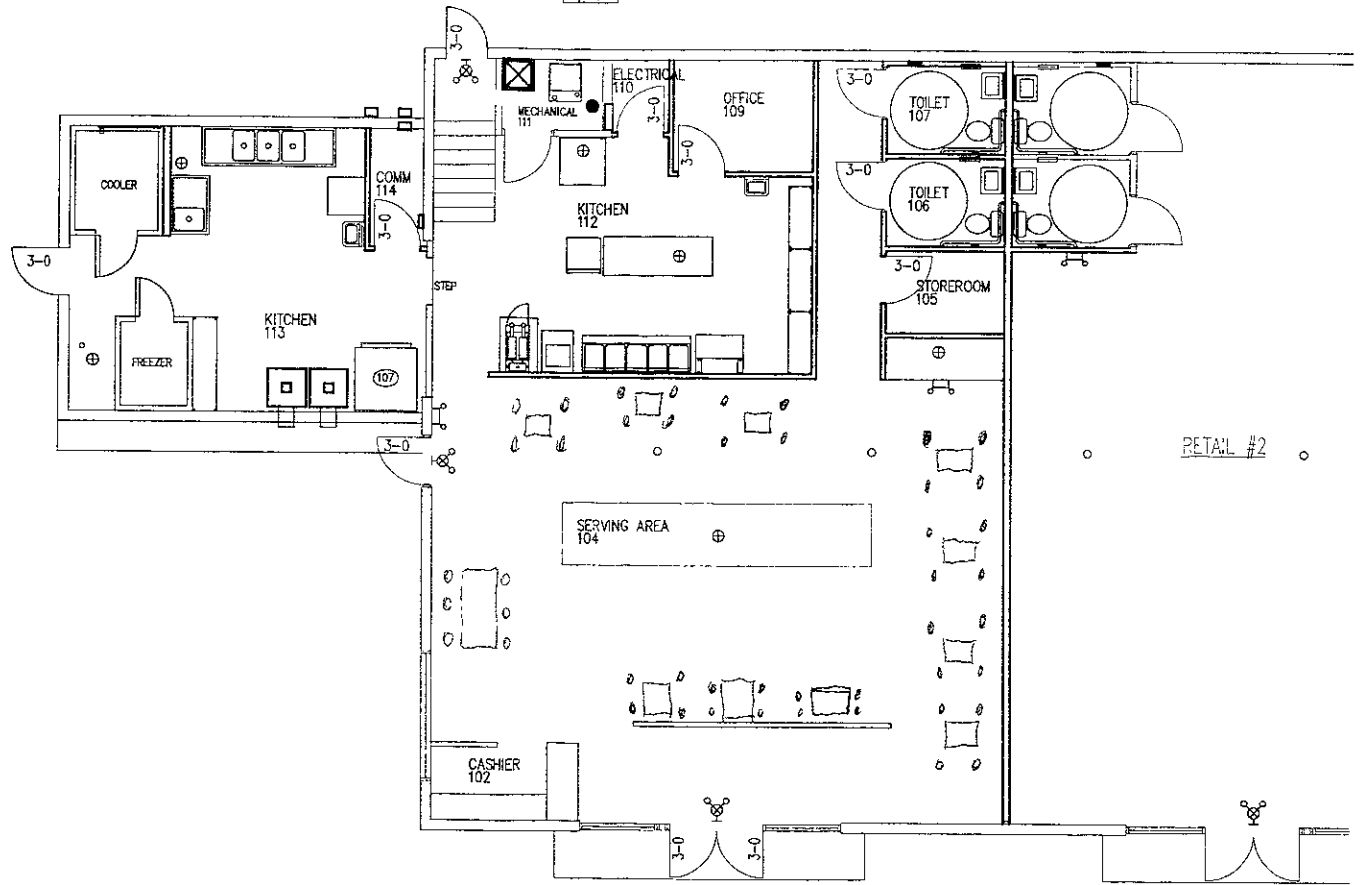 3-0
ELECTRICAL
110
MECHANICAL
111
3-0
OFFICE
109
3-0
3-0
TOILET
107
3-0
TOILET
106
COOLER
COMM
114
3-0
KITCHEN
112
3-0
3-0
STOREROOM
105
STEP
KITCHEN
113
FREEZER
107
3-0
RETAIL #2
SERVING AREA
104
CASHIER
102
3-0
3-0